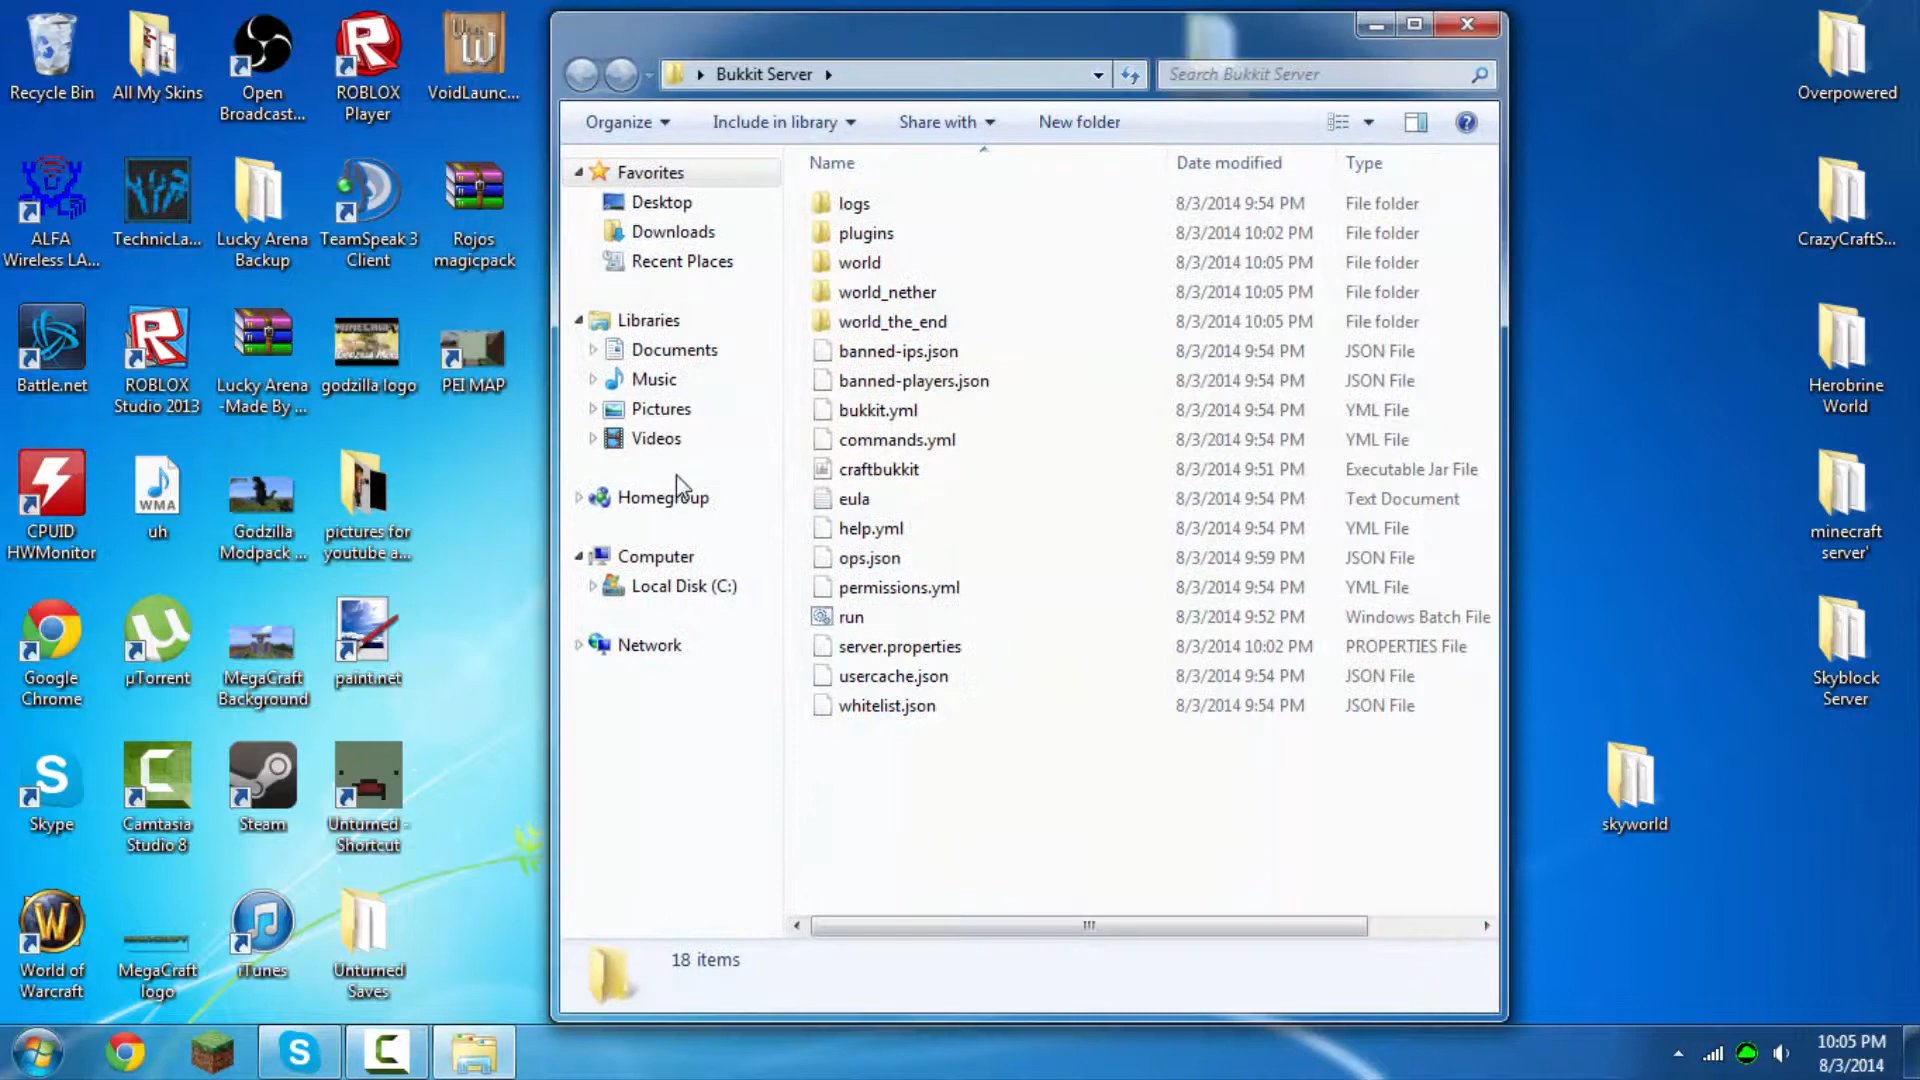 Recycle Bin
All My Skins
Open
Broadcast...
ROBLOX
Player
VoidLaunc...
ALFA
Wireless LA...
TechnicLa...
Lucky Arena
Backup
TeamSpeak 3
Client
Rojos
magicpack
Battle.net
ROBLOX
Studio 2013
Lucky Arena
-Made By ...
godzilla logo
PEI MAP
CPUID
HWMonitor
WMA
uh
Godzilla
Modpack ...
pictures for
youtube a...
Google
Chrome
µTorrent
MegaCraft
Background
paint.net
Skype
Camtasia
Studio 8
Steam
Unturned -
Shortcut
World of
Warcraft
MegaCraft
logo
iTunes
Unturned
Saves
Bukkit Server
Search Bukkit Server
Organize
Include in library
Share with
New folder
Favorites
Desktop
Downloads
Recent Places
Libraries
Documents
Music
Pictures
Videos
Homegroup
Computer
Local Disk (C:)
Network
Name Date modified Type
logs 8/3/2014 9:54 PM File folder
plugins 8/3/2014 10:02 PM File folder
world 8/3/2014 10:05 PM File folder
world_nether 8/3/2014 10:05 PM File folder
world_the_end 8/3/2014 10:05 PM File folder
banned-ips.json 8/3/2014 9:54 PM JSON File
banned-players.json 8/3/2014 9:54 PM JSON File
bukkit.yml 8/3/2014 9:54 PM YML File
commands.yml 8/3/2014 9:54 PM YML File
craftbukkit 8/3/2014 9:51 PM Executable Jar File
eula 8/3/2014 9:54 PM Text Document
help.yml 8/3/2014 9:54 PM YML File
ops.json 8/3/2014 9:59 PM JSON File
permissions.yml 8/3/2014 9:54 PM YML File
run 8/3/2014 9:52 PM Windows Batch File
server.properties 8/3/2014 10:02 PM PROPERTIES File
usercache.json 8/3/2014 9:54 PM JSON File
whitelist.json 8/3/2014 9:54 PM JSON File
18 items
Overpowered
CrazyCraftS...
Herobrine
World
minecraft
server'
Skyblock
Server
skyworld
10:05 PM
8/3/2014